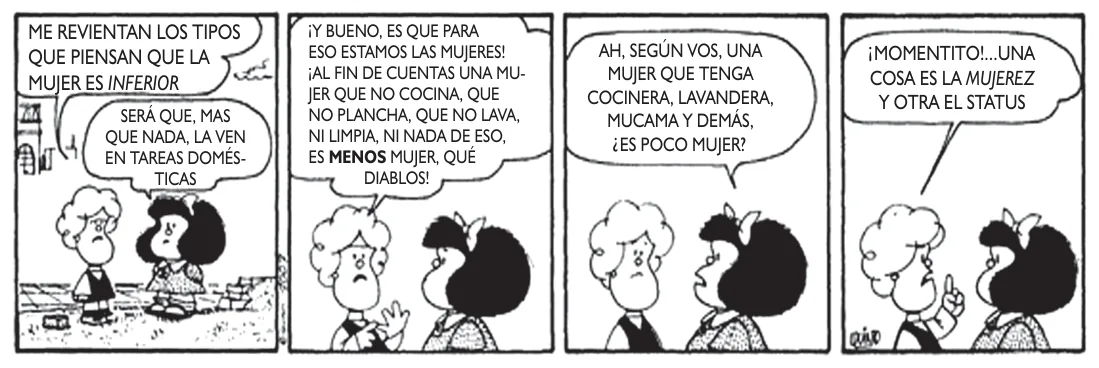 ME REVIENTAN LOS TIPOS
QUE PIENSAN QUE LA
MUJER ES INFERIOR
SERÁ QUE, MAS
QUE NADA, LA VEN
EN TAREAS DOMÉS-
TICAS
¡Y BUENO, ES QUE PARA
ESO ESTAMOS LAS MUJERES!
¡AL FIN DE CUENTAS UNA MU-
JER QUE NO COCINA, QUE
NO PLANCHA, QUE NO LAVA,
NI LIMPIA, NI NADA DE ESO,
ES MENOS MUJER, QUÉ
DIABLOS!
AH, SEGÚN VOS, UNA
MUJER QUE TENGA
COCINERA, LAVANDERA,
MUCAMA Y DEMÁS,
¿ES POCO MUJER?
¡MOMENTITO!...UNA
COSA ES LA MUJEREZ
Y OTRA EL STATUS
QUINO